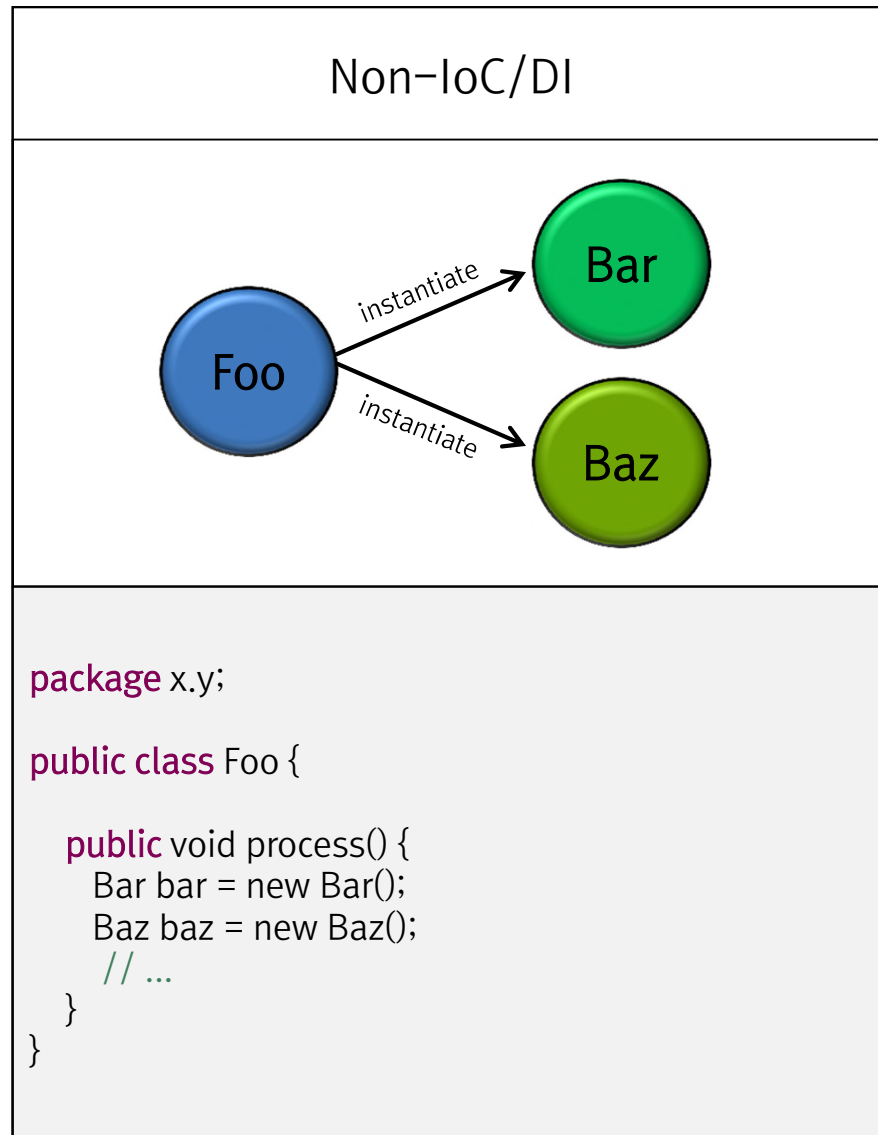 Non-IoC/DI
instantiate
Bar
Foo
instantiate
Baz
package x.y;
public class Foo {
public void process() {
Bar bar = new Bar();
Baz baz = new Baz();
// ...
}
}